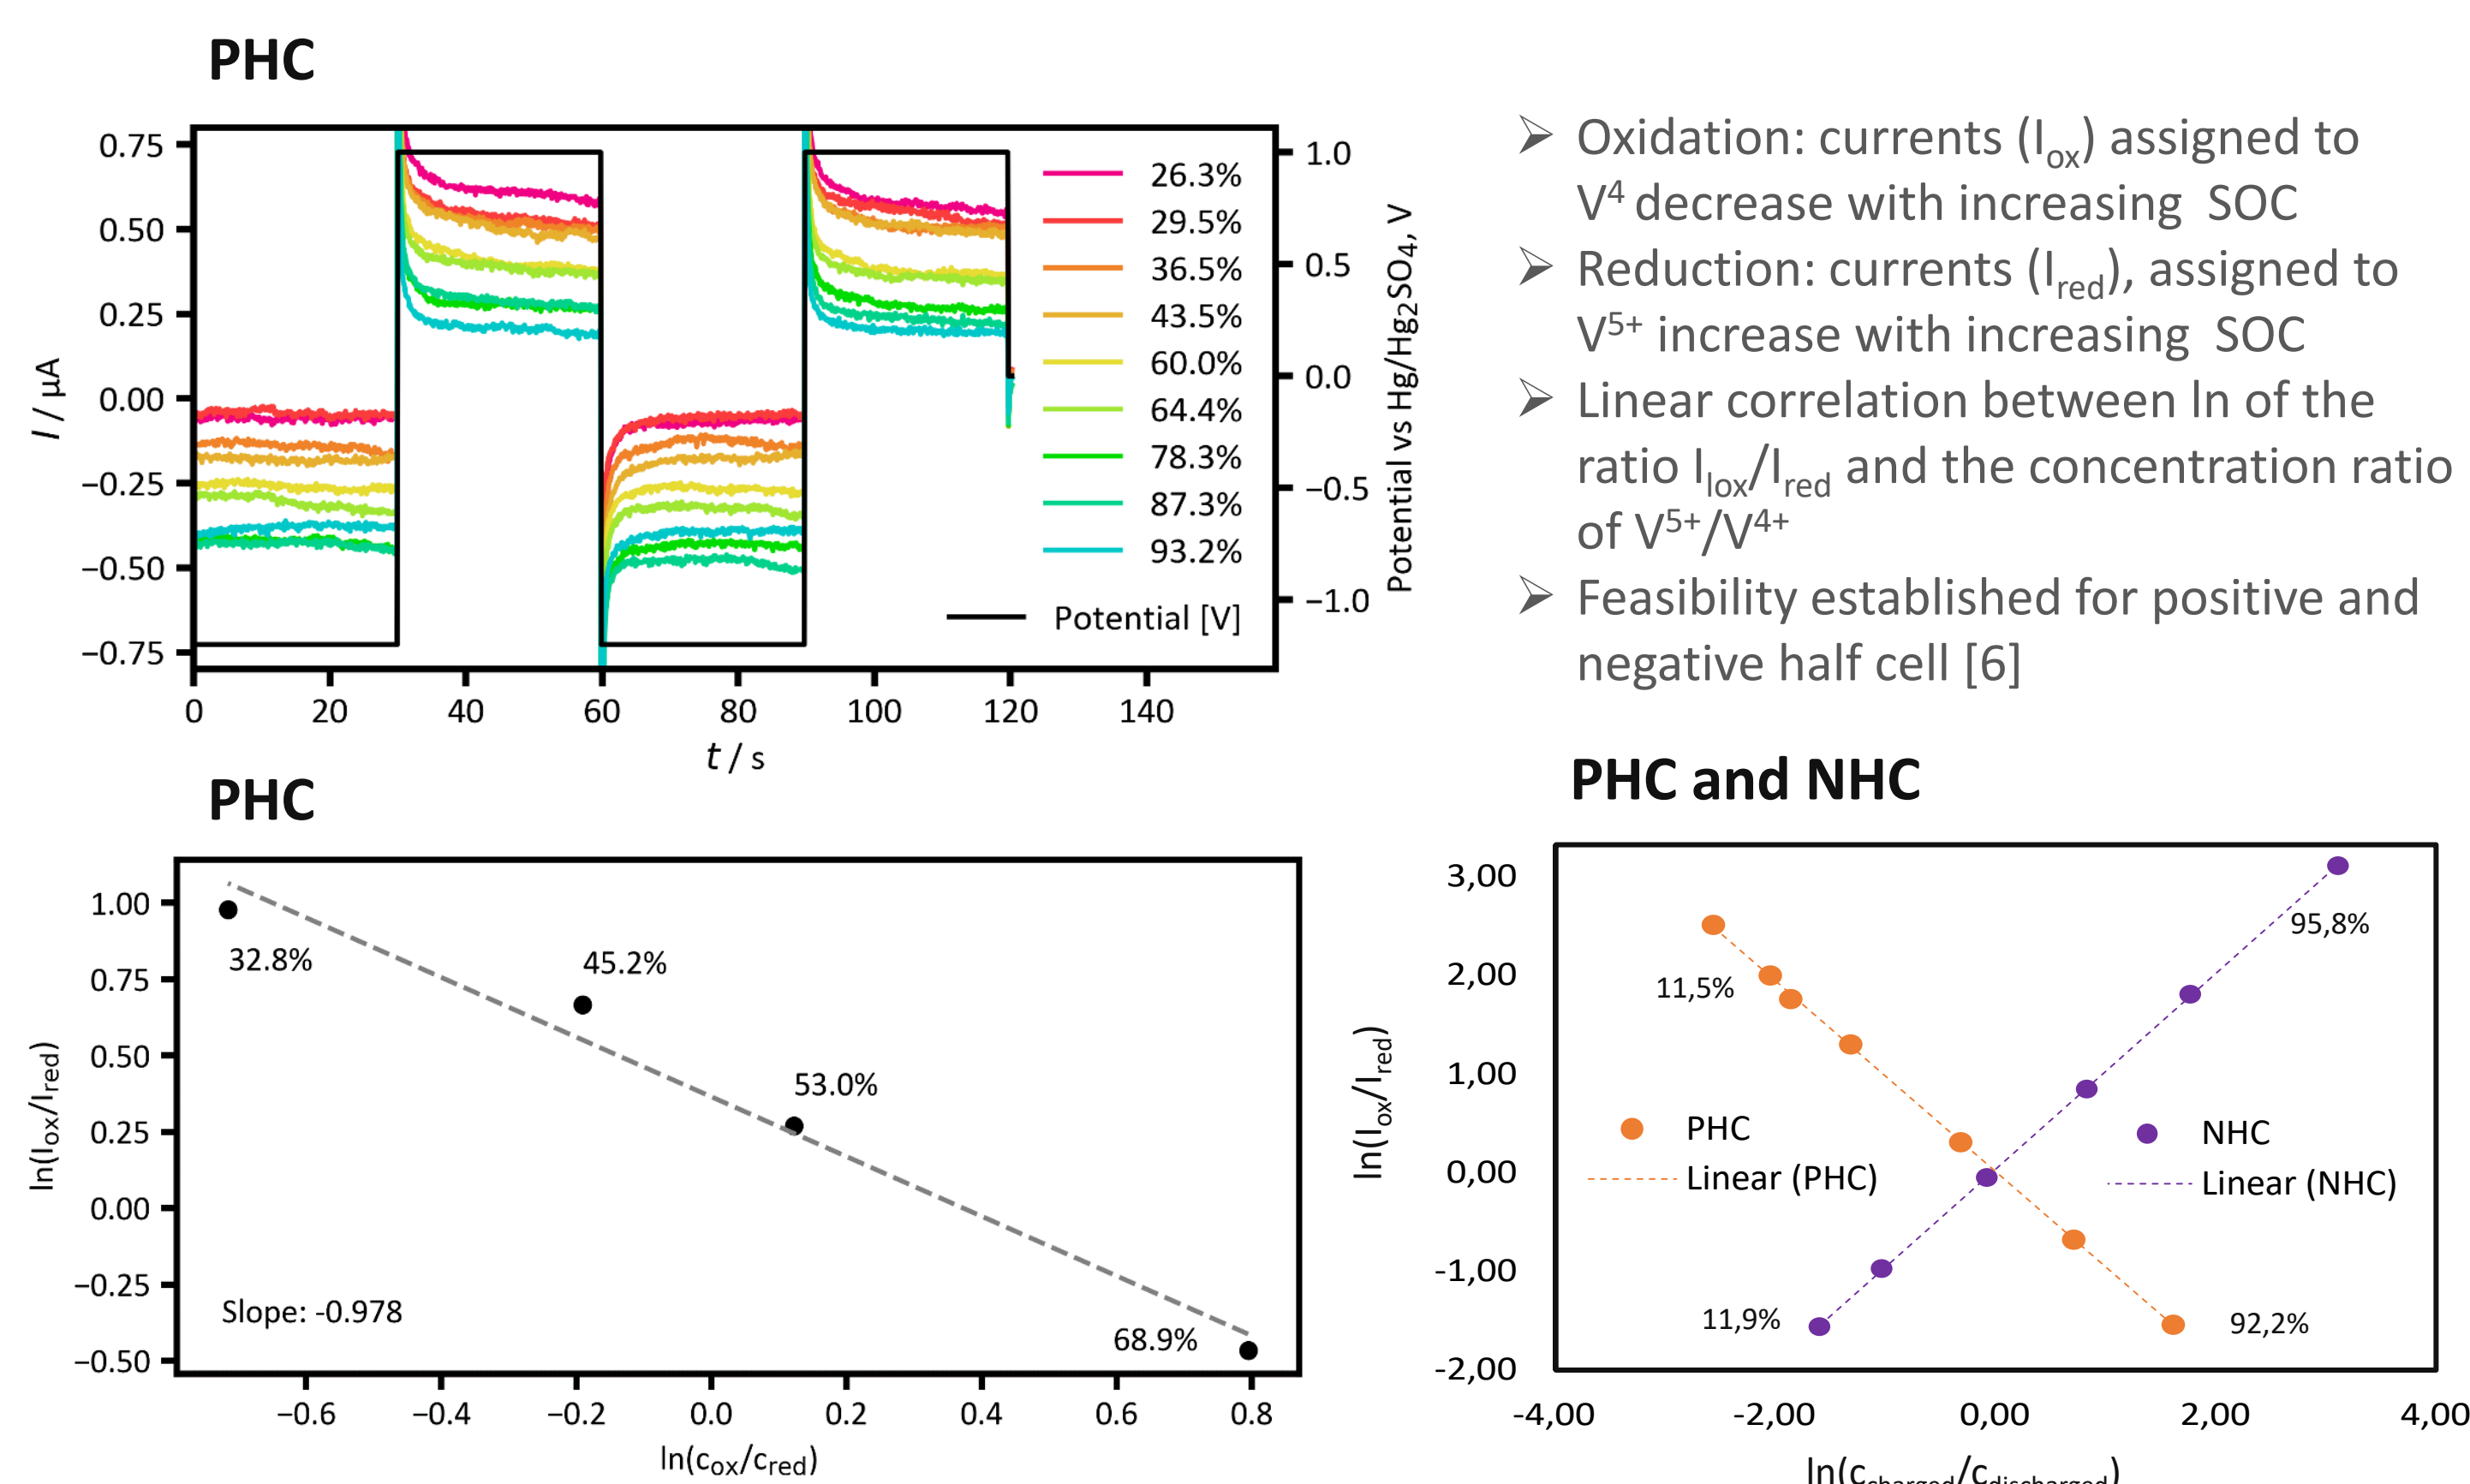 PHC
0.75
0.50
0.25
0.00
−0.25
−0.50
−0.75
I / µA
0
20
40
60
80
100
120
140
t / s
1.0
0.5
0.0
−0.5
−1.0
Potential vs Hg/Hg₂SO₄, V
26.3%
29.5%
36.5%
43.5%
60.0%
64.4%
78.3%
87.3%
93.2%
Potential [V]
➢ Oxidation: currents (Iₒₓ) assigned to
V⁴ decrease with increasing SOC
➢ Reduction: currents (I_red), assigned to
V⁵⁺ increase with increasing SOC
➢ Linear correlation between ln of the
ratio I_lox/I_red and the concentration ratio
of V⁵⁺/V⁴⁺
➢ Feasibility established for positive and
negative half cell [6]
PHC
1.00
0.75
0.50
0.25
0.00
−0.25
−0.50
ln(Iₒₓ/I_red)
32.8%
45.2%
53.0%
68.9%
Slope: -0.978
−0.6
−0.4
−0.2
0.0
0.2
0.4
0.6
0.8
ln(cₒₓ/c_red)
PHC and NHC
3,00
2,00
1,00
0,00
-1,00
-2,00
ln(Iₒₓ/I_red)
95,8%
11,5%
PHC
Linear (PHC)
NHC
Linear (NHC)
11,9%
92,2%
-4,00
-2,00
0,00
2,00
4,00
ln(c_charged/c_discharged)